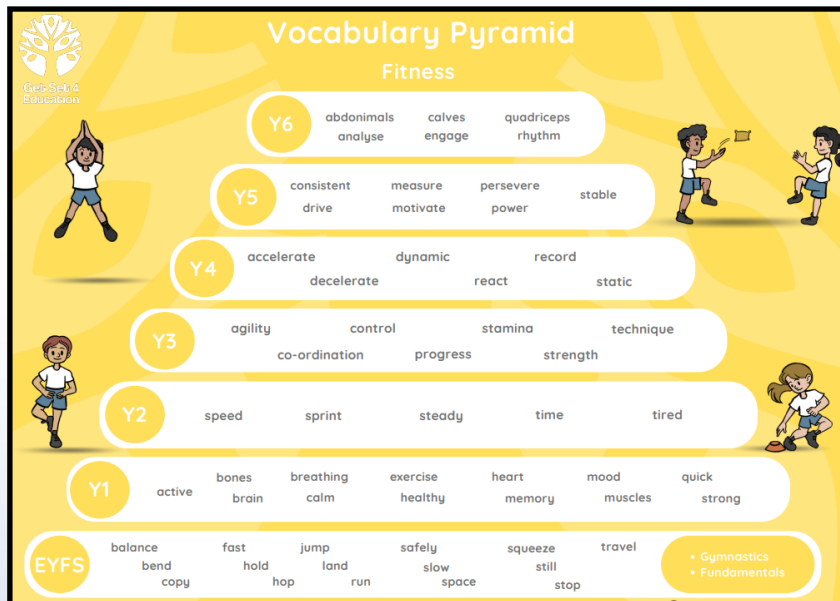 Vocabulary Pyramid
Fitness
Get Set 4
Education
Y6
abdonimals calves quadriceps
analyse engage rhythm
Y5
consistent measure persevere stable
drive motivate power
Y4
accelerate dynamic record
decelerate react static
Y3
agility control stamina technique
co-ordination progress strength
Y2
speed sprint steady time tired
Y1
bones breathing exercise heart mood quick
active brain calm healthy memory muscles strong
EYFS
balance fast jump safely squeeze travel
bend hold land slow still
copy hop run space stop
• Gymnastics
• Fundamentals